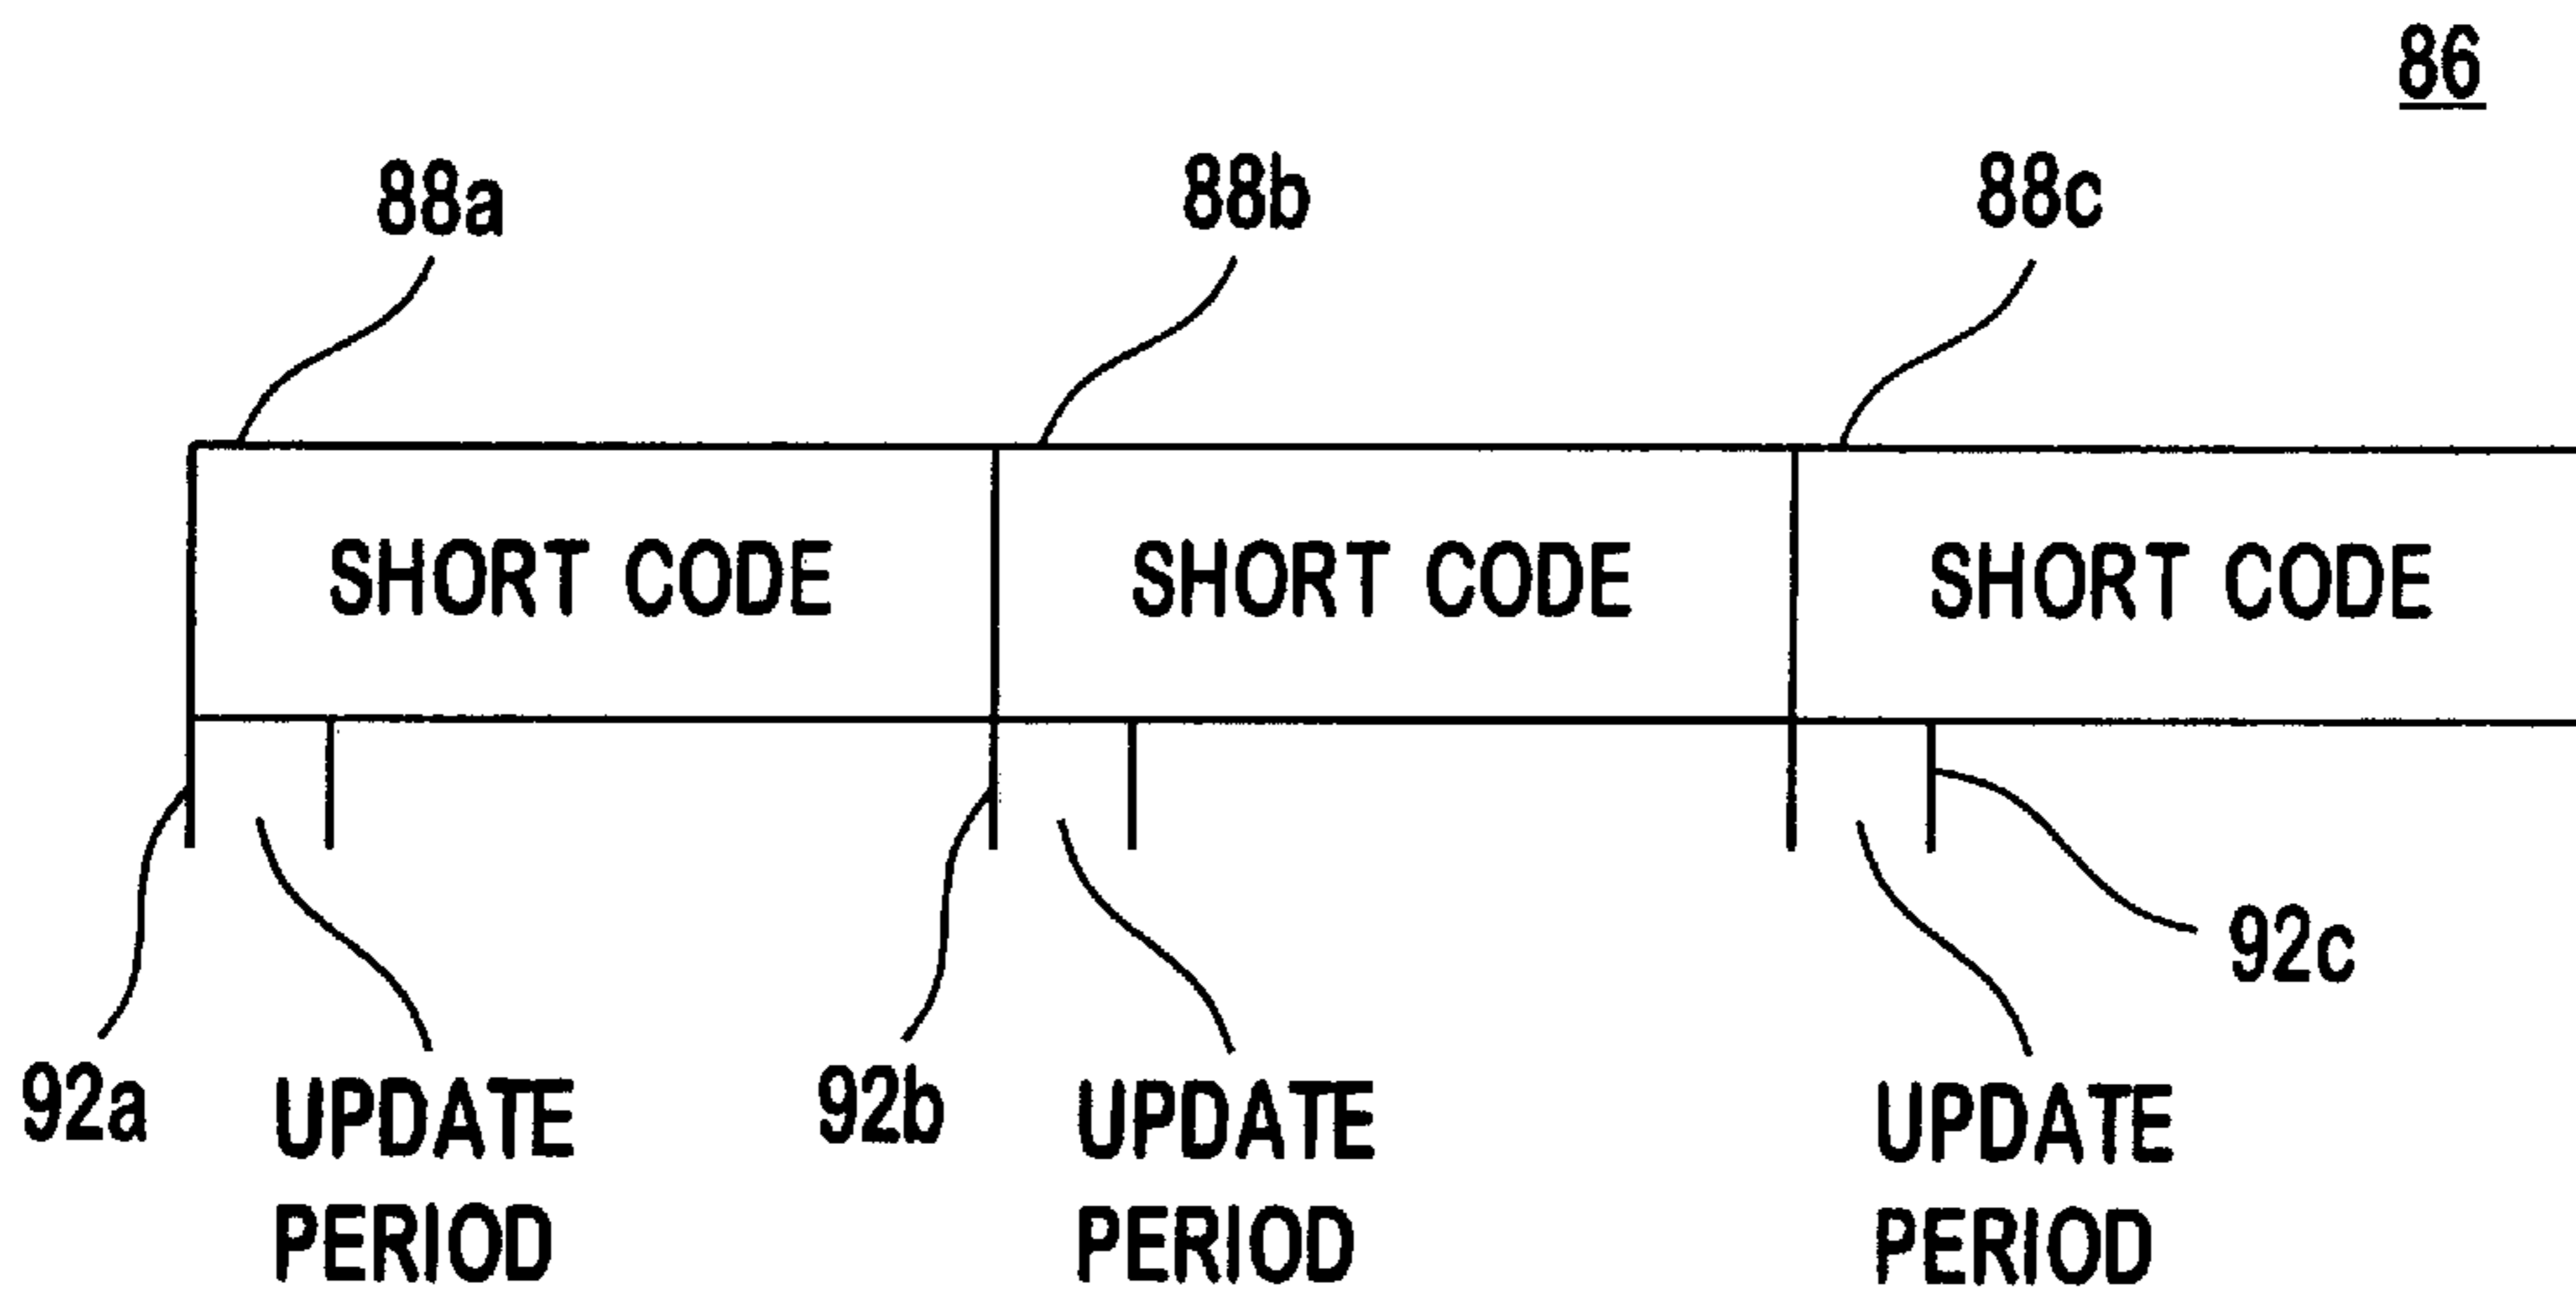 86
88a
88b
88c
SHORT CODE
SHORT CODE
SHORT CODE
92c
92a
UPDATE
PERIOD
92b
UPDATE
PERIOD
UPDATE
PERIOD